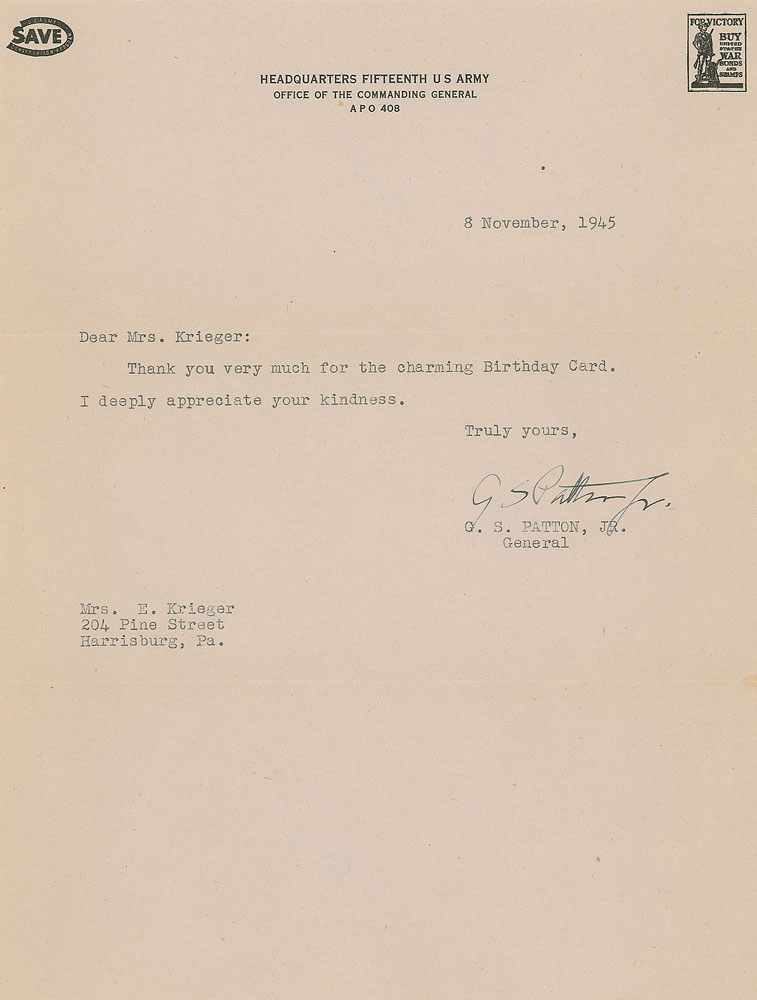 SAVE
FOR VICTORY
BUY
UNITED
STATES
WAR
BONDS
AND
STAMPS
HEADQUARTERS FIFTEENTH U S ARMY
OFFICE OF THE COMMANDING GENERAL
A P O 408
8 November, 1945
Dear Mrs. Krieger:
Thank you very much for the charming Birthday Card.
I deeply appreciate your kindness.
Truly yours,
G S Patton Jr.
G. S. PATTON, JR.
General
Mrs. E. Krieger
204 Pine Street
Harrisburg, Pa.